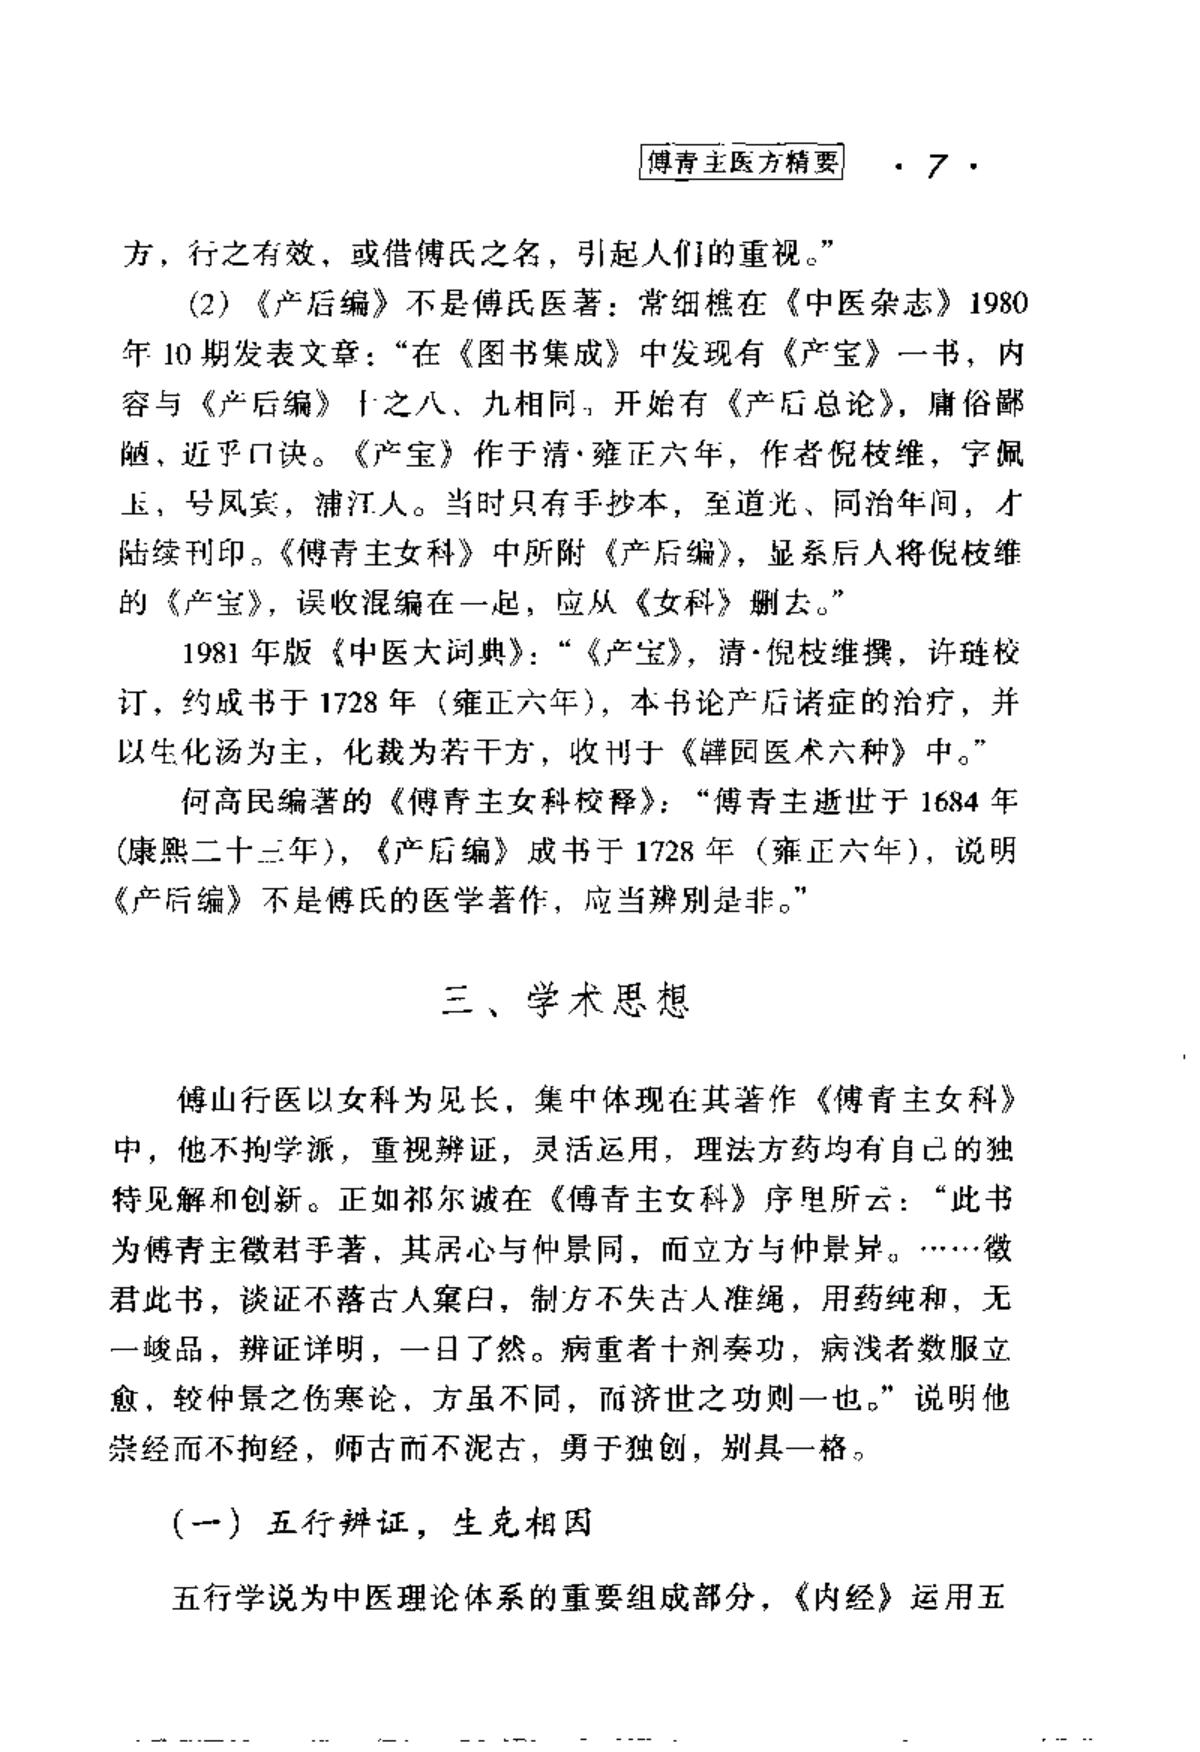 傅青主医方精要 ·7·
方，行之有效，或借傅氏之名，引起人们的重视。”
(2)《产后编》不是傅氏医著：常细樵在《中医杂志》1980
年10期发表文章：“在《图书集成》中发现有《产宝》一书，内
容与《产后编》十之八、九相同。开始有《产后总论》，庸俗鄙
陋、近乎口诀。《产宝》作于清·雍正六年，作者倪枝维，字佩
玉，号凤宾，浦江人。当时只有手抄本，至道光、同治年间，才
陆续刊印。《傅青主女科》中所附《产后编》，显系后人将倪枝维
的《产宝》，误收混编在一起，应从《女科》删去。”
1981年版《中医大词典》：“《产宝》，清·倪枝维撰，许琏校
订，约成书于1728年（雍正六年），本书论产后诸症的治疗，并
以生化汤为主，化裁为若干方，收刊于《韡园医术六种》中。”
何高民编著的《傅青主女科校释》：“傅青主逝世于1684年
(康熙二十三年），《产后编》成书于1728年（雍正六年），说明
《产后编》不是傅氏的医学著作，应当辨别是非。”
三、学术思想
傅山行医以女科为见长，集中体现在其著作《傅青主女科》
中，他不拘学派，重视辨证，灵活运用，理法方药均有自己的独
特见解和创新。正如祁尔诚在《傅青主女科》序里所云：“此书
为傅青主徵君手著，其居心与仲景同，而立方与仲景异。……徵
君此书，谈证不落古人窠臼，制方不失古人准绳，用药纯和，无
一峻品，辨证详明，一目了然。病重者十剂奏功，病浅者数服立
愈，较仲景之伤寒论，方虽不同，而济世之功则一也。”说明他
崇经而不拘经，师古而不泥古，勇于独创，别具一格。
（一）五行辨证，生克相因
五行学说为中医理论体系的重要组成部分，《内经》运用五